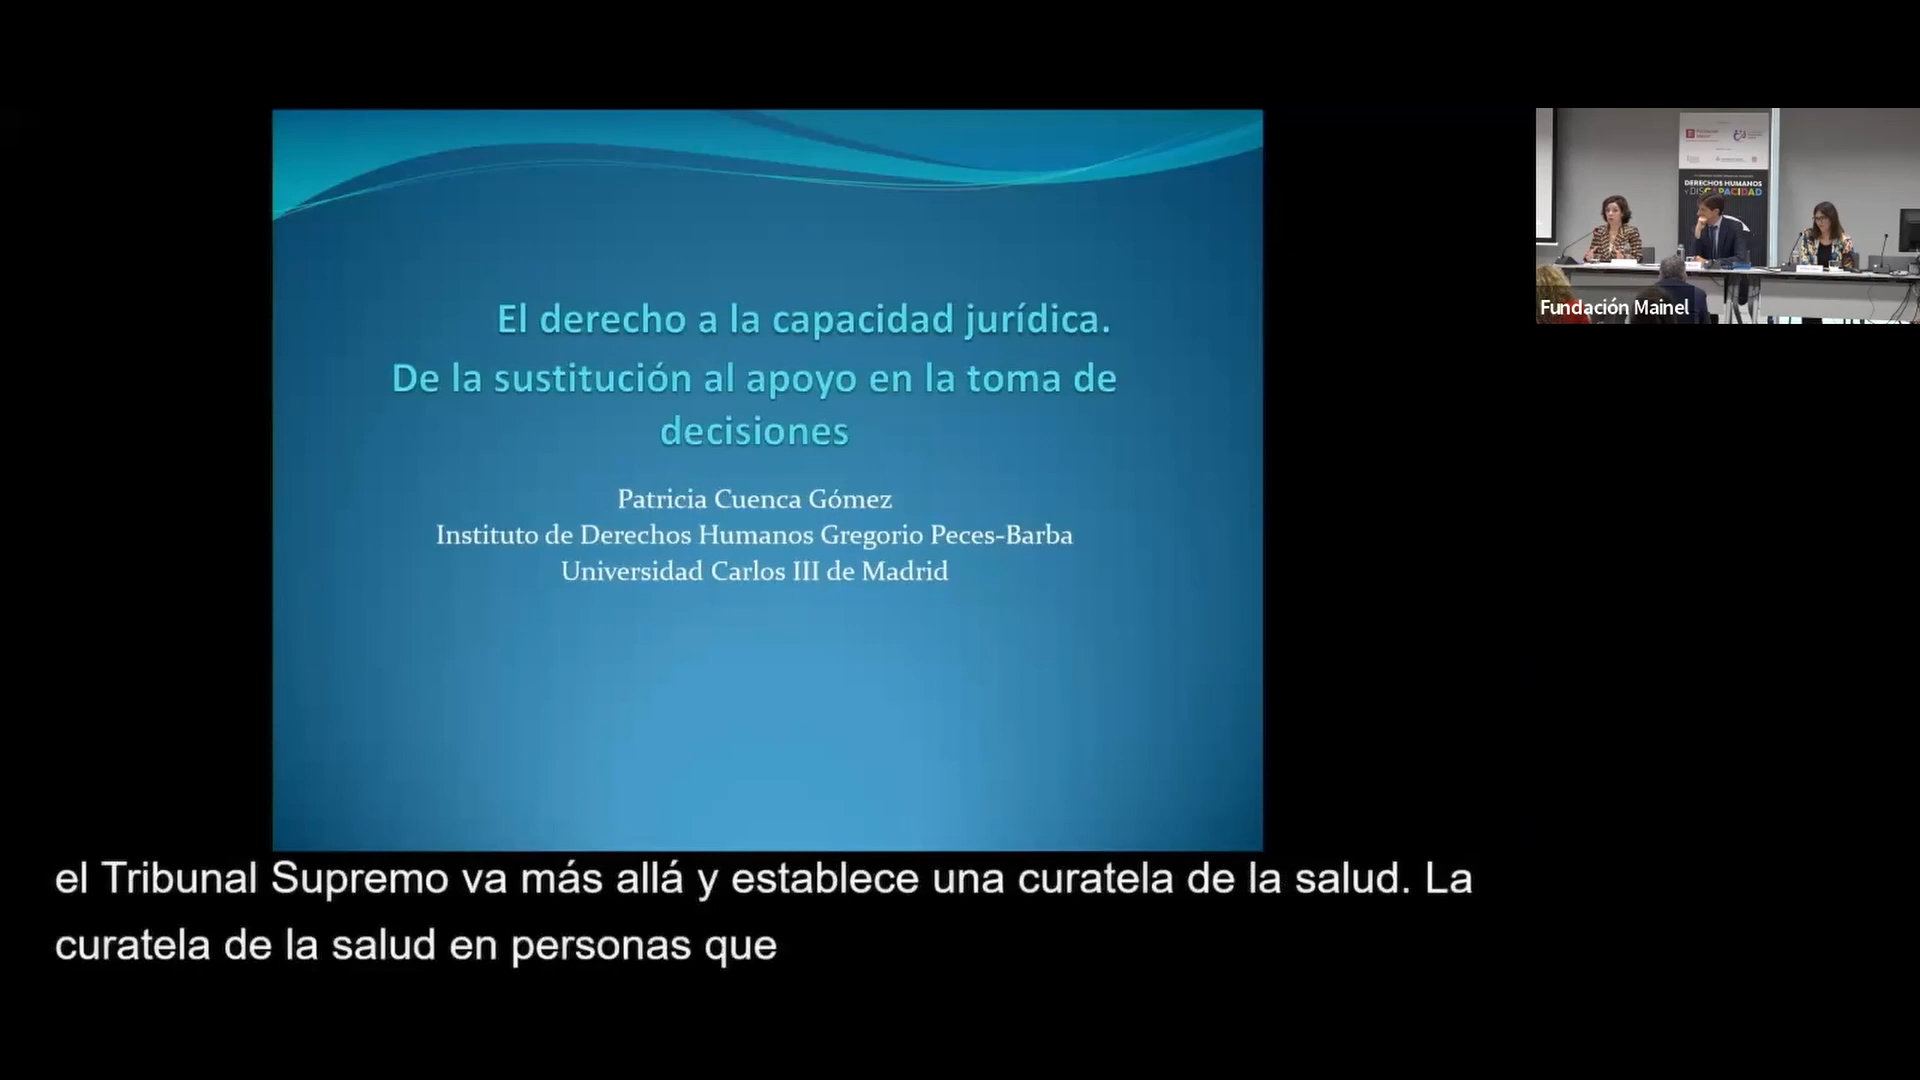 El derecho a la capacidad jurídica.
De la sustitución al apoyo en la toma de
decisiones
Patricia Cuenca Gómez
Instituto de Derechos Humanos Gregorio Peces-Barba
Universidad Carlos III de Madrid
DERECHOS HUMANOS
Y DISCAPACIDAD
Fundación Mainel
el Tribunal Supremo va más allá y establece una curatela de la salud. La
curatela de la salud en personas que